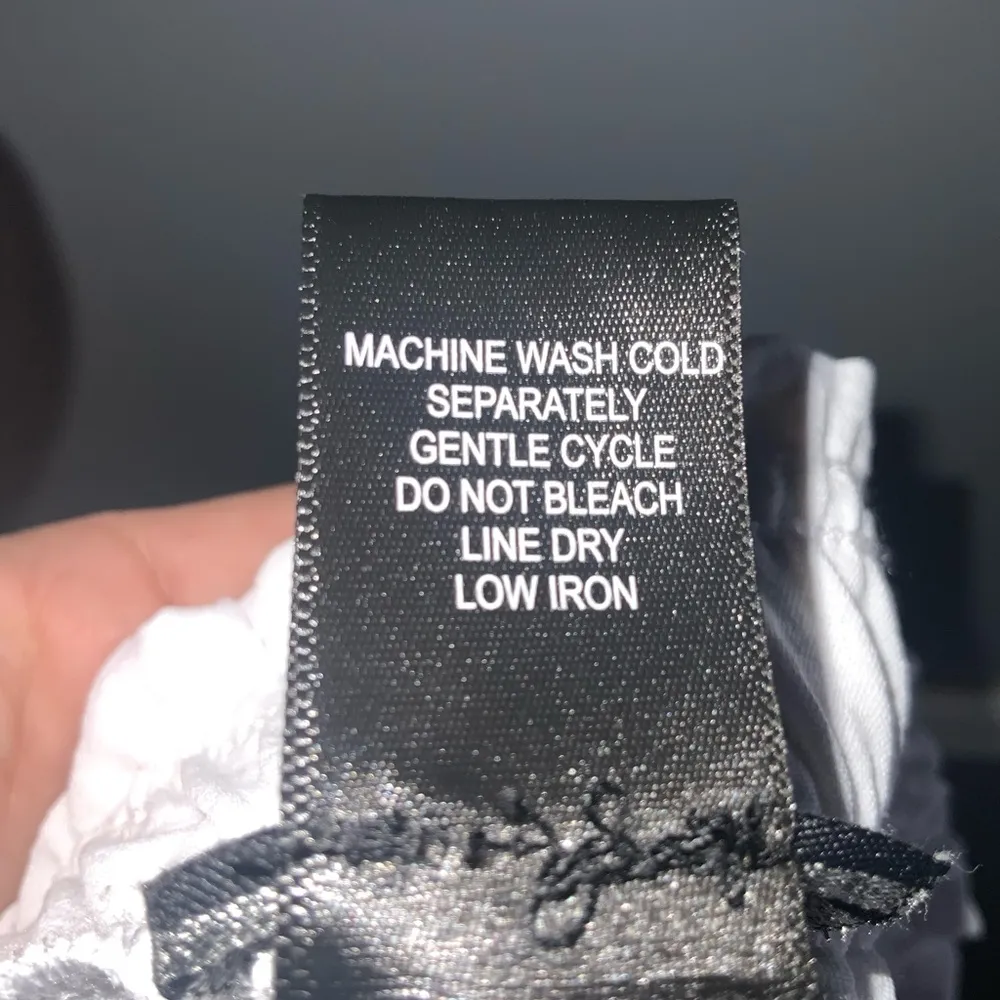 MACHINE WASH COLD
SEPARATELY
GENTLE CYCLE
DO NOT BLEACH
LINE DRY
LOW IRON